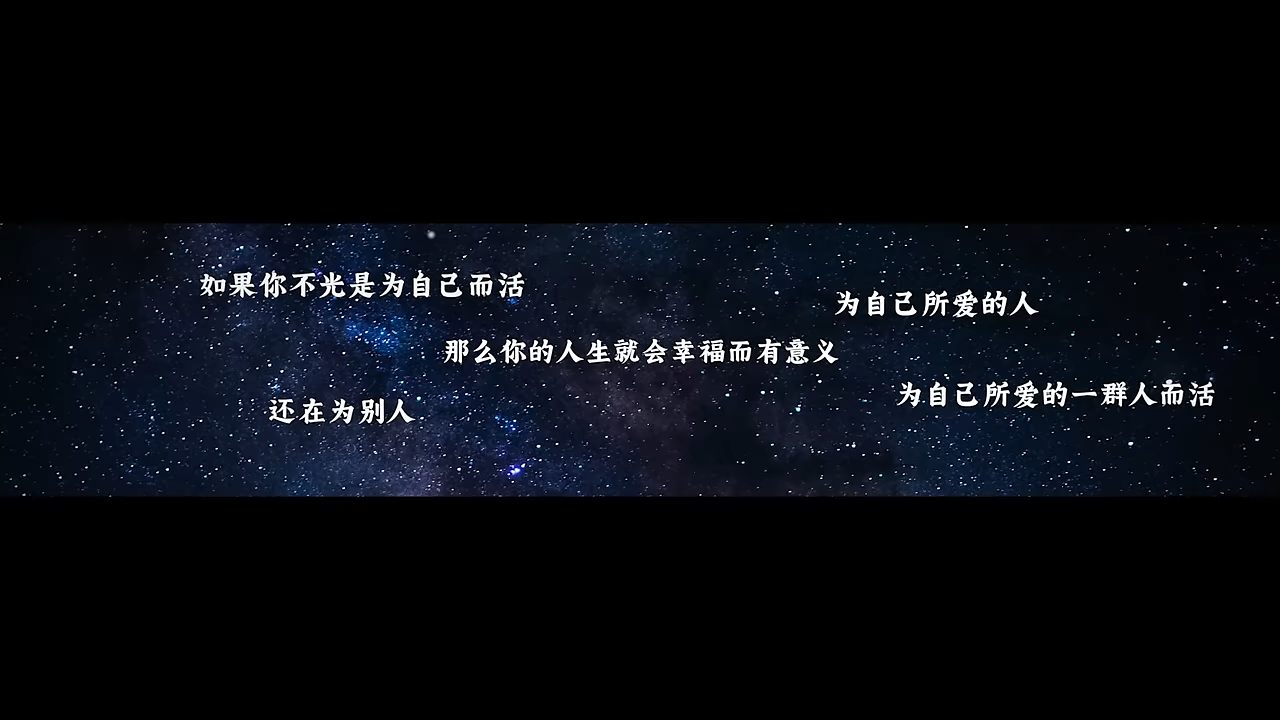 如果你不光是为自己而活
还在为别人
为自己所爱的人
为自己所爱的一群人而活
那么你的人生就会幸福而有意义